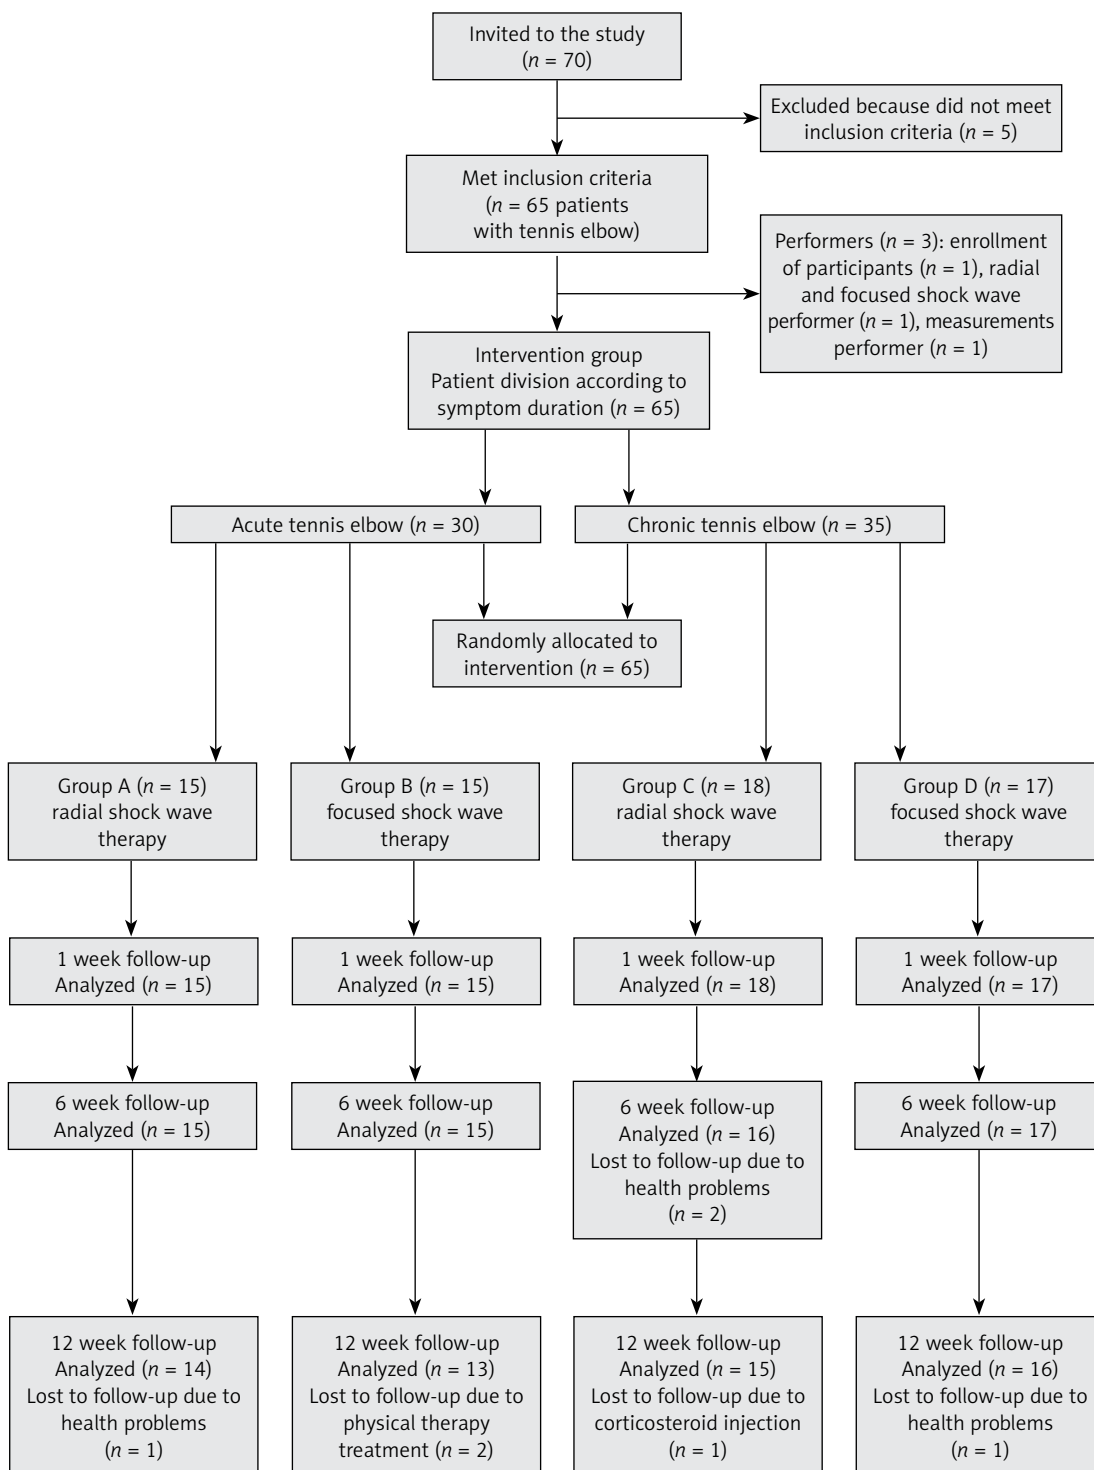 Invited to the study
(n = 70)
Excluded because did not meet
inclusion criteria (n = 5)
Met inclusion criteria
(n = 65 patients
with tennis elbow)
Performers (n = 3): enrollment
of participants (n = 1), radial
and focused shock wave
performer (n = 1), measurements
performer (n = 1)
Intervention group
Patient division according to
symptom duration (n = 65)
Acute tennis elbow (n = 30)
Chronic tennis elbow (n = 35)
Randomly allocated to
intervention (n = 65)
Group A (n = 15)
radial shock wave
therapy
Group B (n = 15)
focused shock wave
therapy
Group C (n = 18)
radial shock wave
therapy
Group D (n = 17)
focused shock wave
therapy
1 week follow-up
Analyzed (n = 15)
1 week follow-up
Analyzed (n = 15)
1 week follow-up
Analyzed (n = 18)
1 week follow-up
Analyzed (n = 17)
6 week follow-up
Analyzed (n = 15)
6 week follow-up
Analyzed (n = 15)
6 week follow-up
Analyzed (n = 16)
Lost to follow-up due to
health problems
(n = 2)
6 week follow-up
Analyzed (n = 17)
12 week follow-up
Analyzed (n = 14)
Lost to follow-up due to
health problems
(n = 1)
12 week follow-up
Analyzed (n = 13)
Lost to follow-up due to
physical therapy
treatment (n = 2)
12 week follow-up
Analyzed (n = 15)
Lost to follow-up due to
corticosteroid injection
(n = 1)
12 week follow-up
Analyzed (n = 16)
Lost to follow-up due to
health problems
(n = 1)